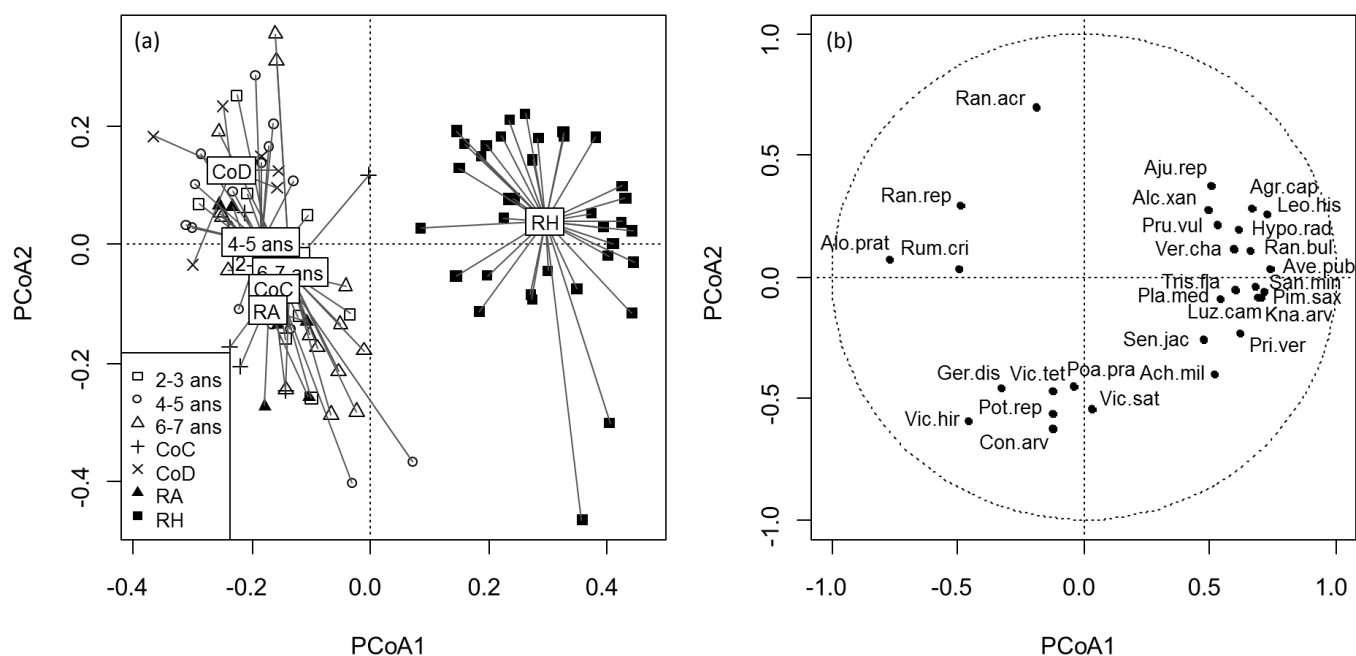 (a)
PCoA2
0.2
0.0
-0.2
-0.4
CoD
4-5 ans
2-
6-7 ans
CoC
RA
RH
2-3 ans
4-5 ans
6-7 ans
CoC
CoD
RA
RH
-0.4
-0.2
0.0
0.2
0.4
PCoA1
(b)
PCoA2
1.0
0.5
0.0
-0.5
-1.0
Ran.acr
Aju.rep
Ran.rep
Alc.xan
Agr.cap
Leo.his
Pru.vul
Hypo.rad
Alo.prat
Rum.cri
Ver.cha
Ran.bul
Ave.pub
Tris.fla
San.min
Pla.med
Pim.sax
Luz.cam
Kna.arv
Sen.jac
Pri.ver
Ger.dis
Vic.tet
Poa.pra
Ach.mil
Vic.hir
Pot.rep
Vic.sat
Con.arv
-1.0
-0.5
0.0
0.5
1.0
PCoA1